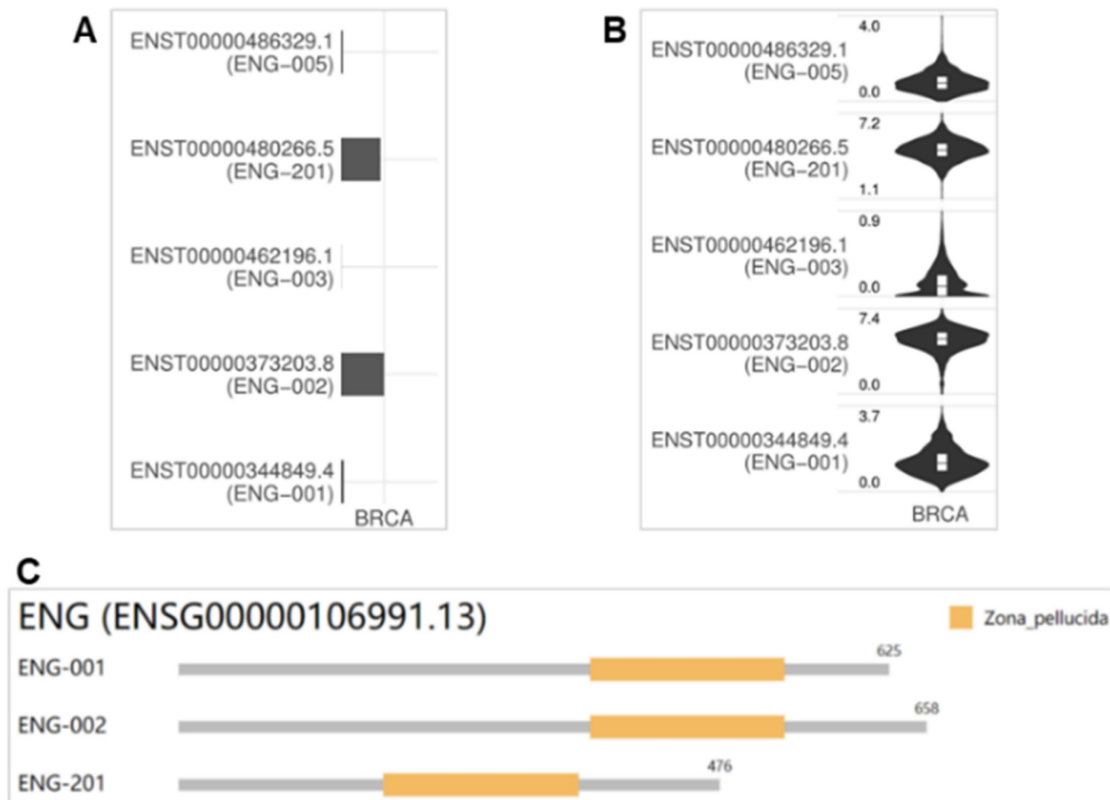 A
ENST00000486329.1
(ENG–005)
ENST00000480266.5
(ENG–201)
ENST00000462196.1
(ENG–003)
ENST00000373203.8
(ENG–002)
ENST00000344849.4
(ENG–001)
BRCA
B
ENST00000486329.1
(ENG–005)
4.0
0.0
ENST00000480266.5
(ENG–201)
7.2
1.1
ENST00000462196.1
(ENG–003)
0.9
0.0
ENST00000373203.8
(ENG–002)
7.4
0.0
ENST00000344849.4
(ENG–001)
3.7
0.0
BRCA
C
ENG (ENSG00000106991.13)
Zona_pellucida
ENG-001
625
ENG-002
658
ENG-201
476